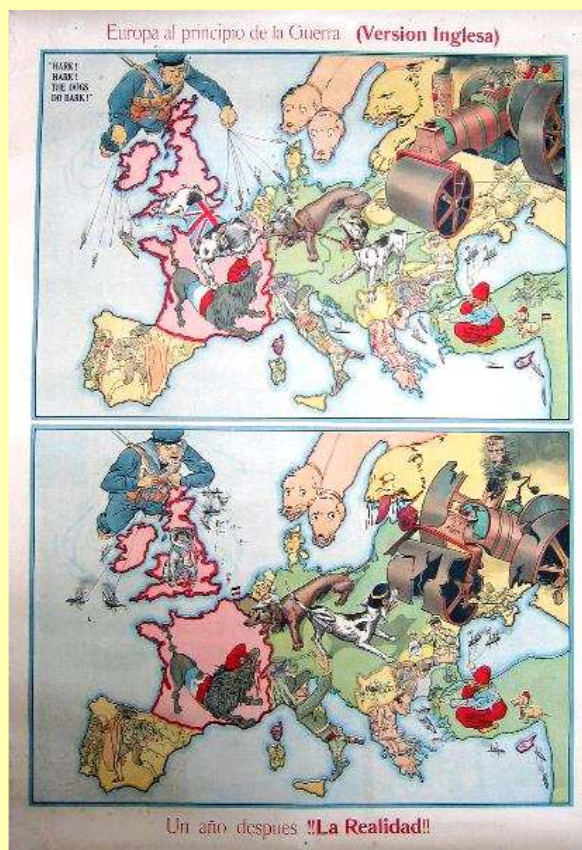 Europa al principio de la Guerra (Version Inglesa)
"HARK!
HARK!
THE DOGS
DO BARK!"
Un año despues !!La Realidad!!